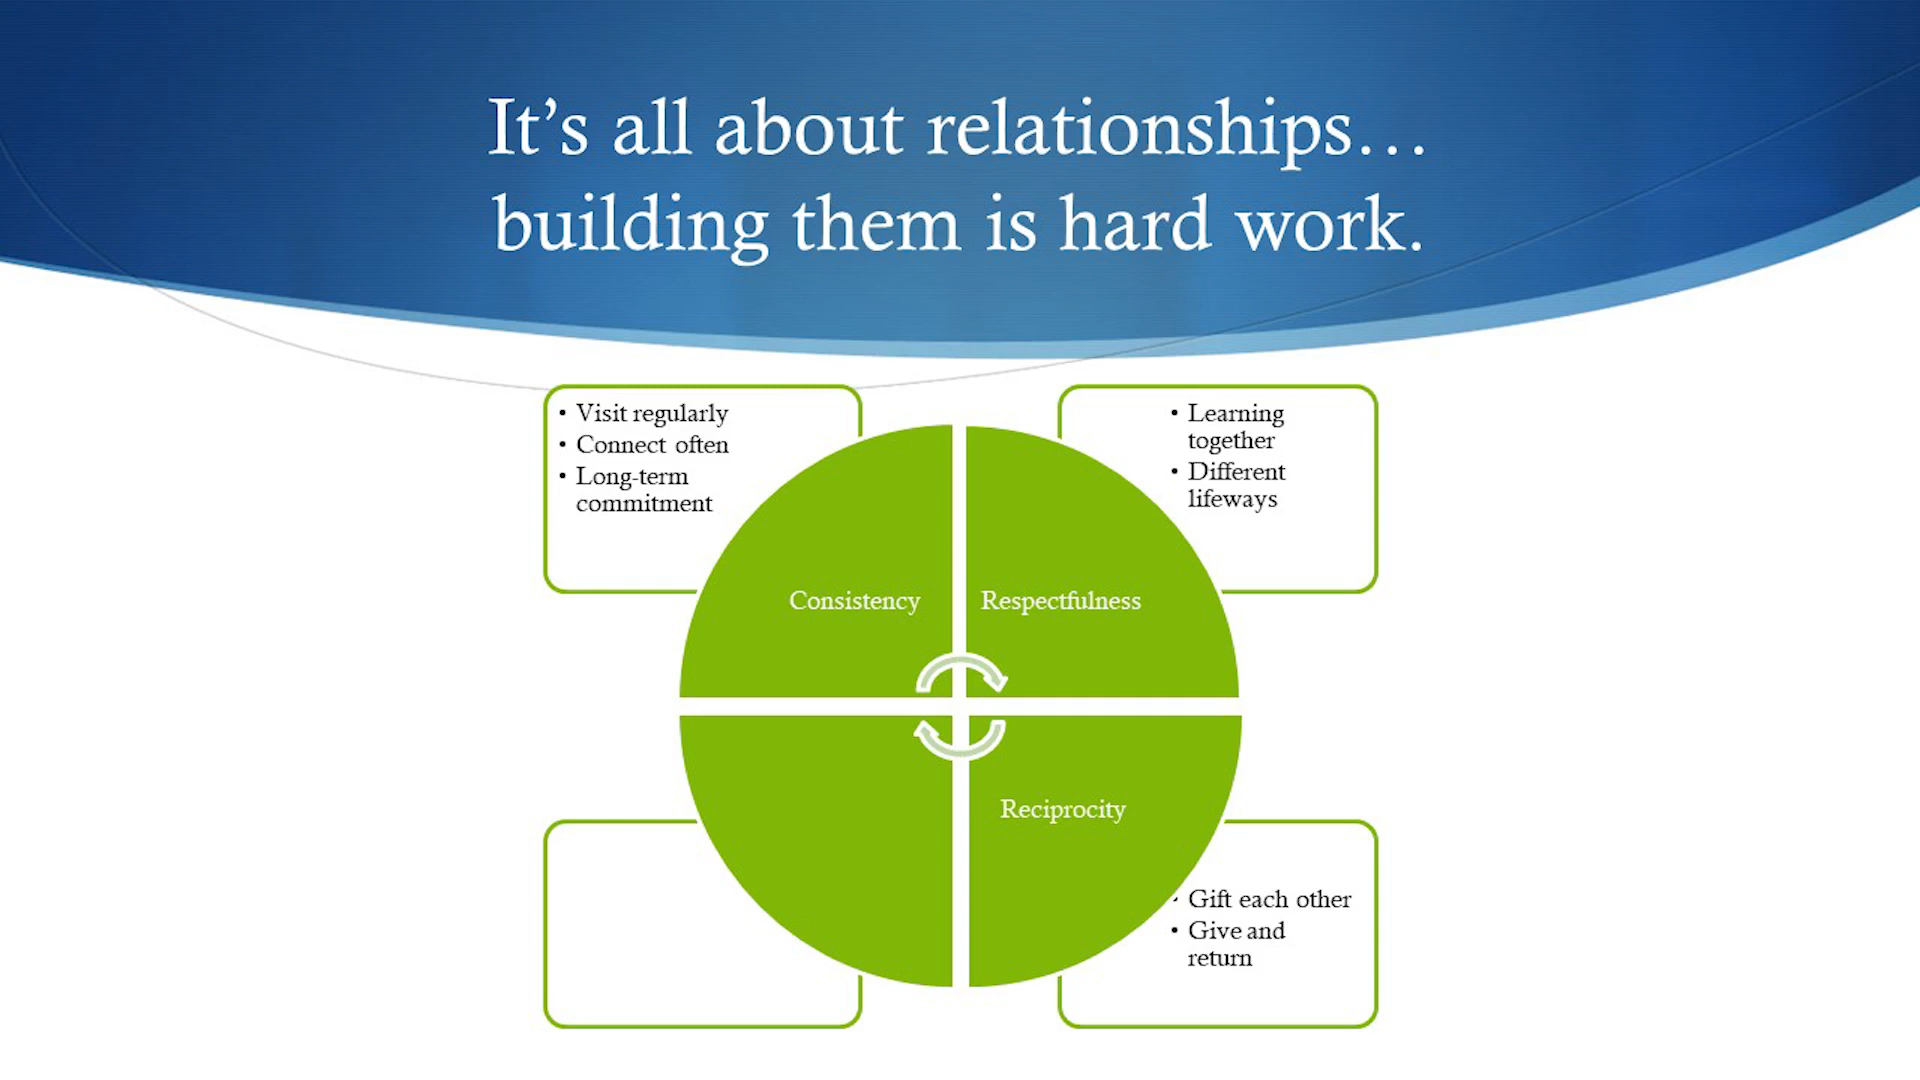 It’s all about relationships…
building them is hard work.
• Visit regularly
• Connect often
• Long-term
commitment
• Learning
together
• Different
lifeways
Consistency
Respectfulness
Reciprocity
• Gift each other
• Give and
return